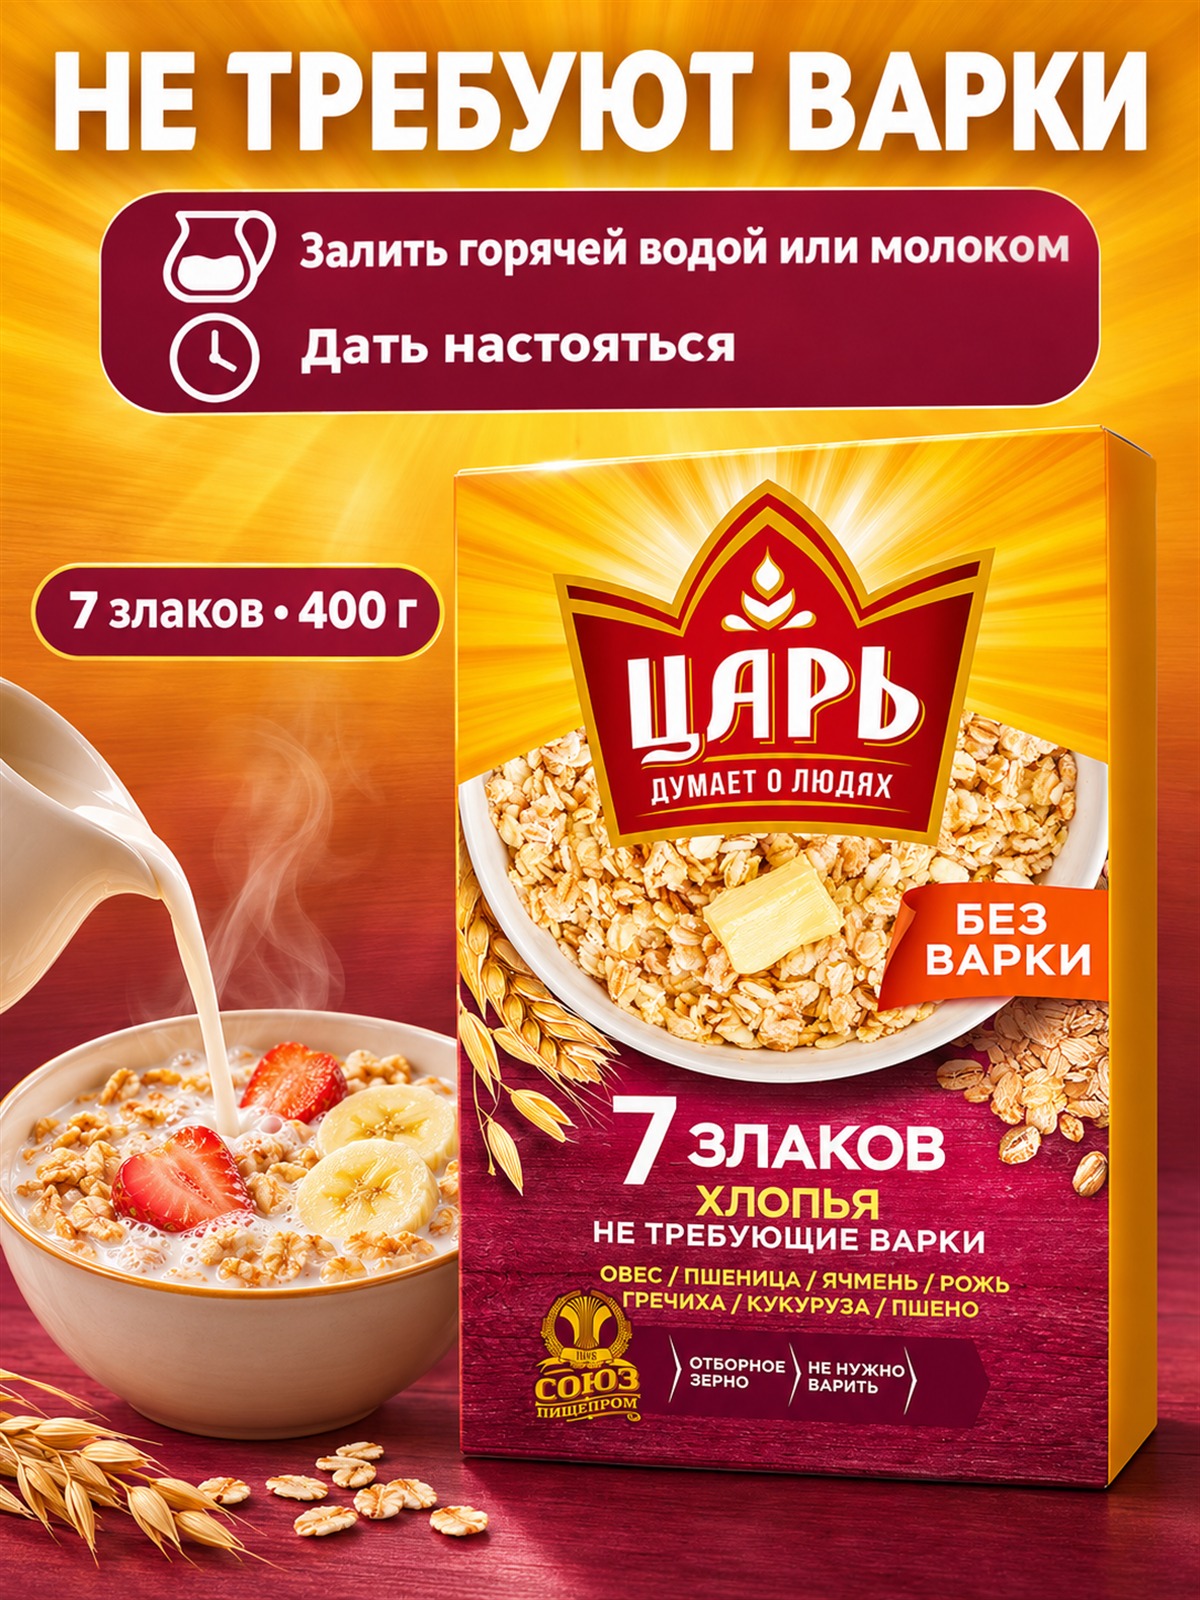 НЕ ТРЕБУЮТ ВАРКИ
Залить горячей водой или молоком
Дать настояться
7 злаков • 400 г
ЦАРЬ
ДУМАЕТ О ЛЮДЯХ
БЕЗ
ВАРКИ
7 ЗЛАКОВ
ХЛОПЬЯ
НЕ ТРЕБУЮЩИЕ ВАРКИ
ОВЕС / ПШЕНИЦА / ЯЧМЕНЬ / РОЖЬ
ГРЕЧИХА / КУКУРУЗА / ПШЕНО
СОЮЗ
ПИЩЕПРОМ
ОТБОРНОЕ
ЗЕРНО
НЕ НУЖНО
ВАРИТЬ